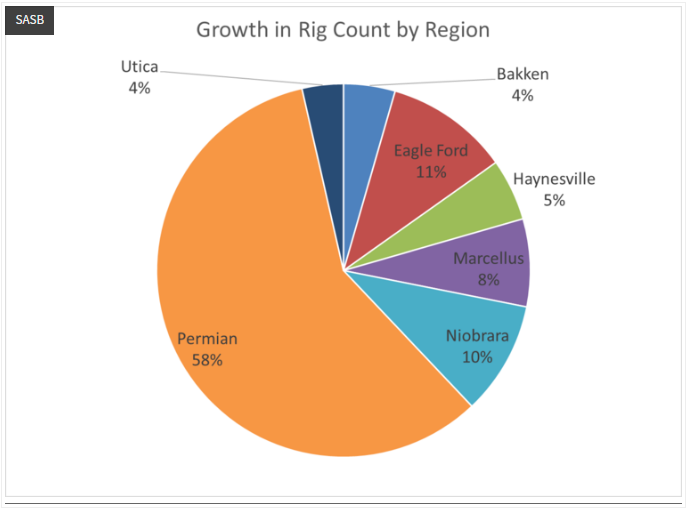 SASB
Growth in Rig Count by Region
Utica
4%
Bakken
4%
Eagle Ford
11%
Haynesville
5%
Marcellus
8%
Niobrara
10%
Permian
58%